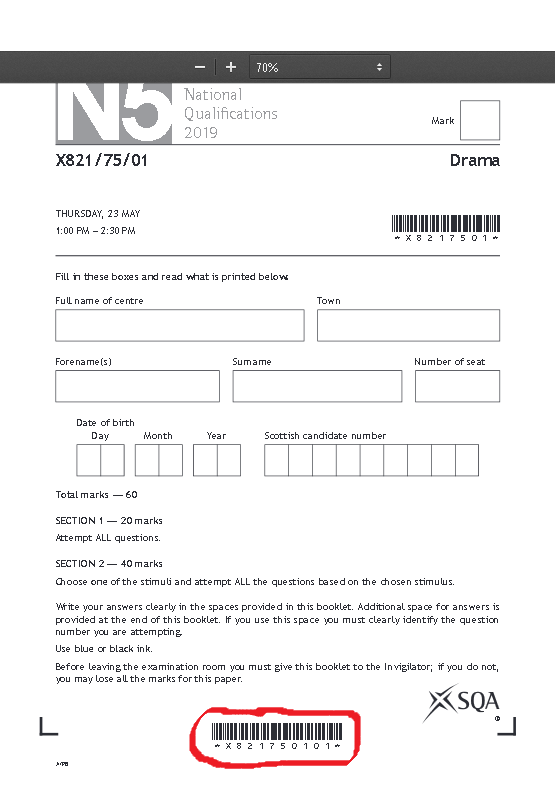 70%
N5
National
Qualifications
2019
Mark
X821/75/01
Drama
THURSDAY, 23 MAY
1:00 PM – 2:30 PM
*X8217501*
Fill in these boxes and read what is printed below.
Full name of centre
Town
Forename(s)
Surname
Number of seat
Date of birth
Day
Month
Year
Scottish candidate number
Total marks — 60
SECTION 1 — 20 marks
Attempt ALL questions.
SECTION 2 — 40 marks
Choose one of the stimuli and attempt ALL the questions based on the chosen stimulus.
Write your answers clearly in the spaces provided in this booklet. Additional space for answers is
provided at the end of this booklet. If you use this space you must clearly identify the question
number you are attempting.
Use blue or black ink.
Before leaving the examination room you must give this booklet to the Invigilator; if you do not,
you may lose all the marks for this paper.
SQA
©
*X821750101*